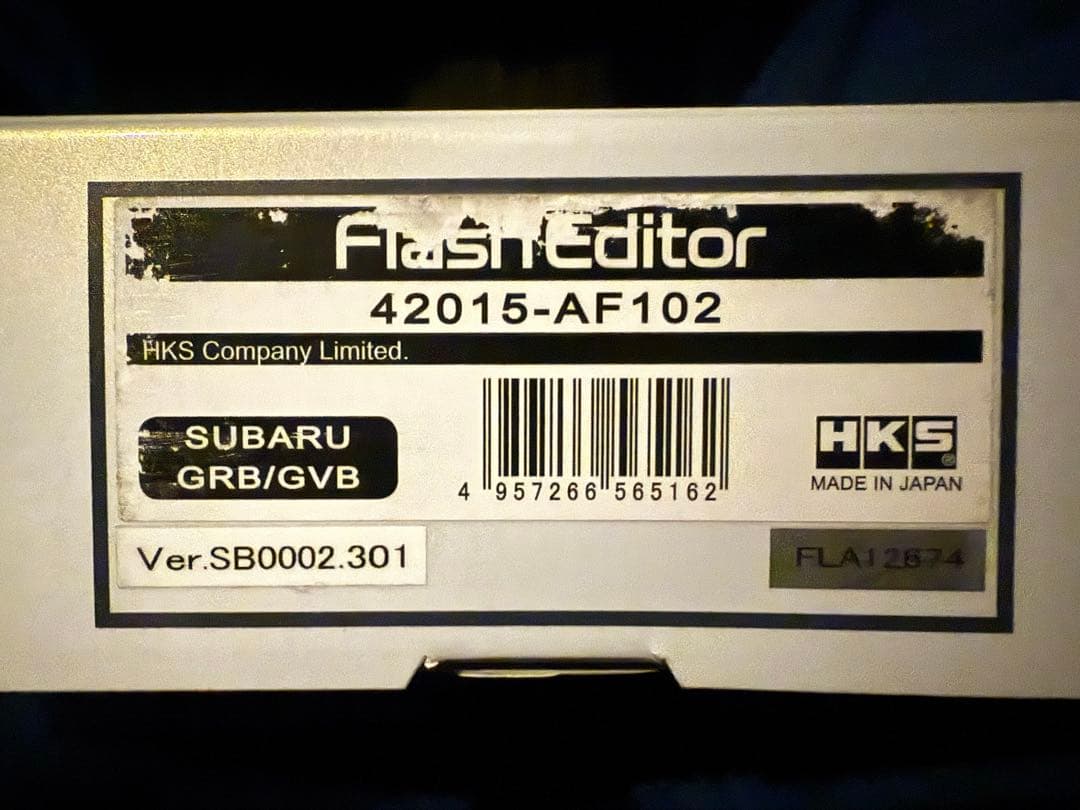 Flash Editor
42015-AF102
HKS Company Limited.
SUBARU
GRB/GVB
4 957266 565162
HKS
MADE IN JAPAN
Ver.SB0002.301
FLA12674